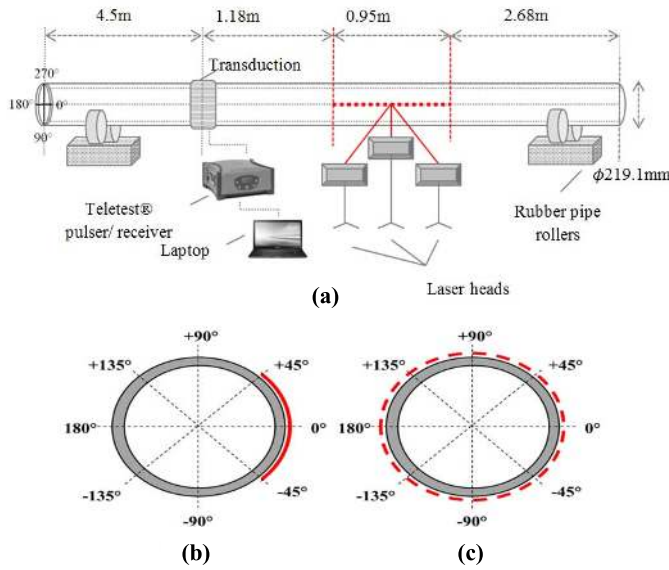 4.5m 1.18m 0.95m 2.68m
Transduction
270°
180° 0°
90°
ϕ219.1mm
Teletest®
pulser/ receiver
Laptop
Rubber pipe
rollers
Laser heads
(a)
+90° +90°
+135° +45° +135° +45°
180° 0° 180° 0°
-135° -45° -135° -45°
-90° -90°
(b) (c)